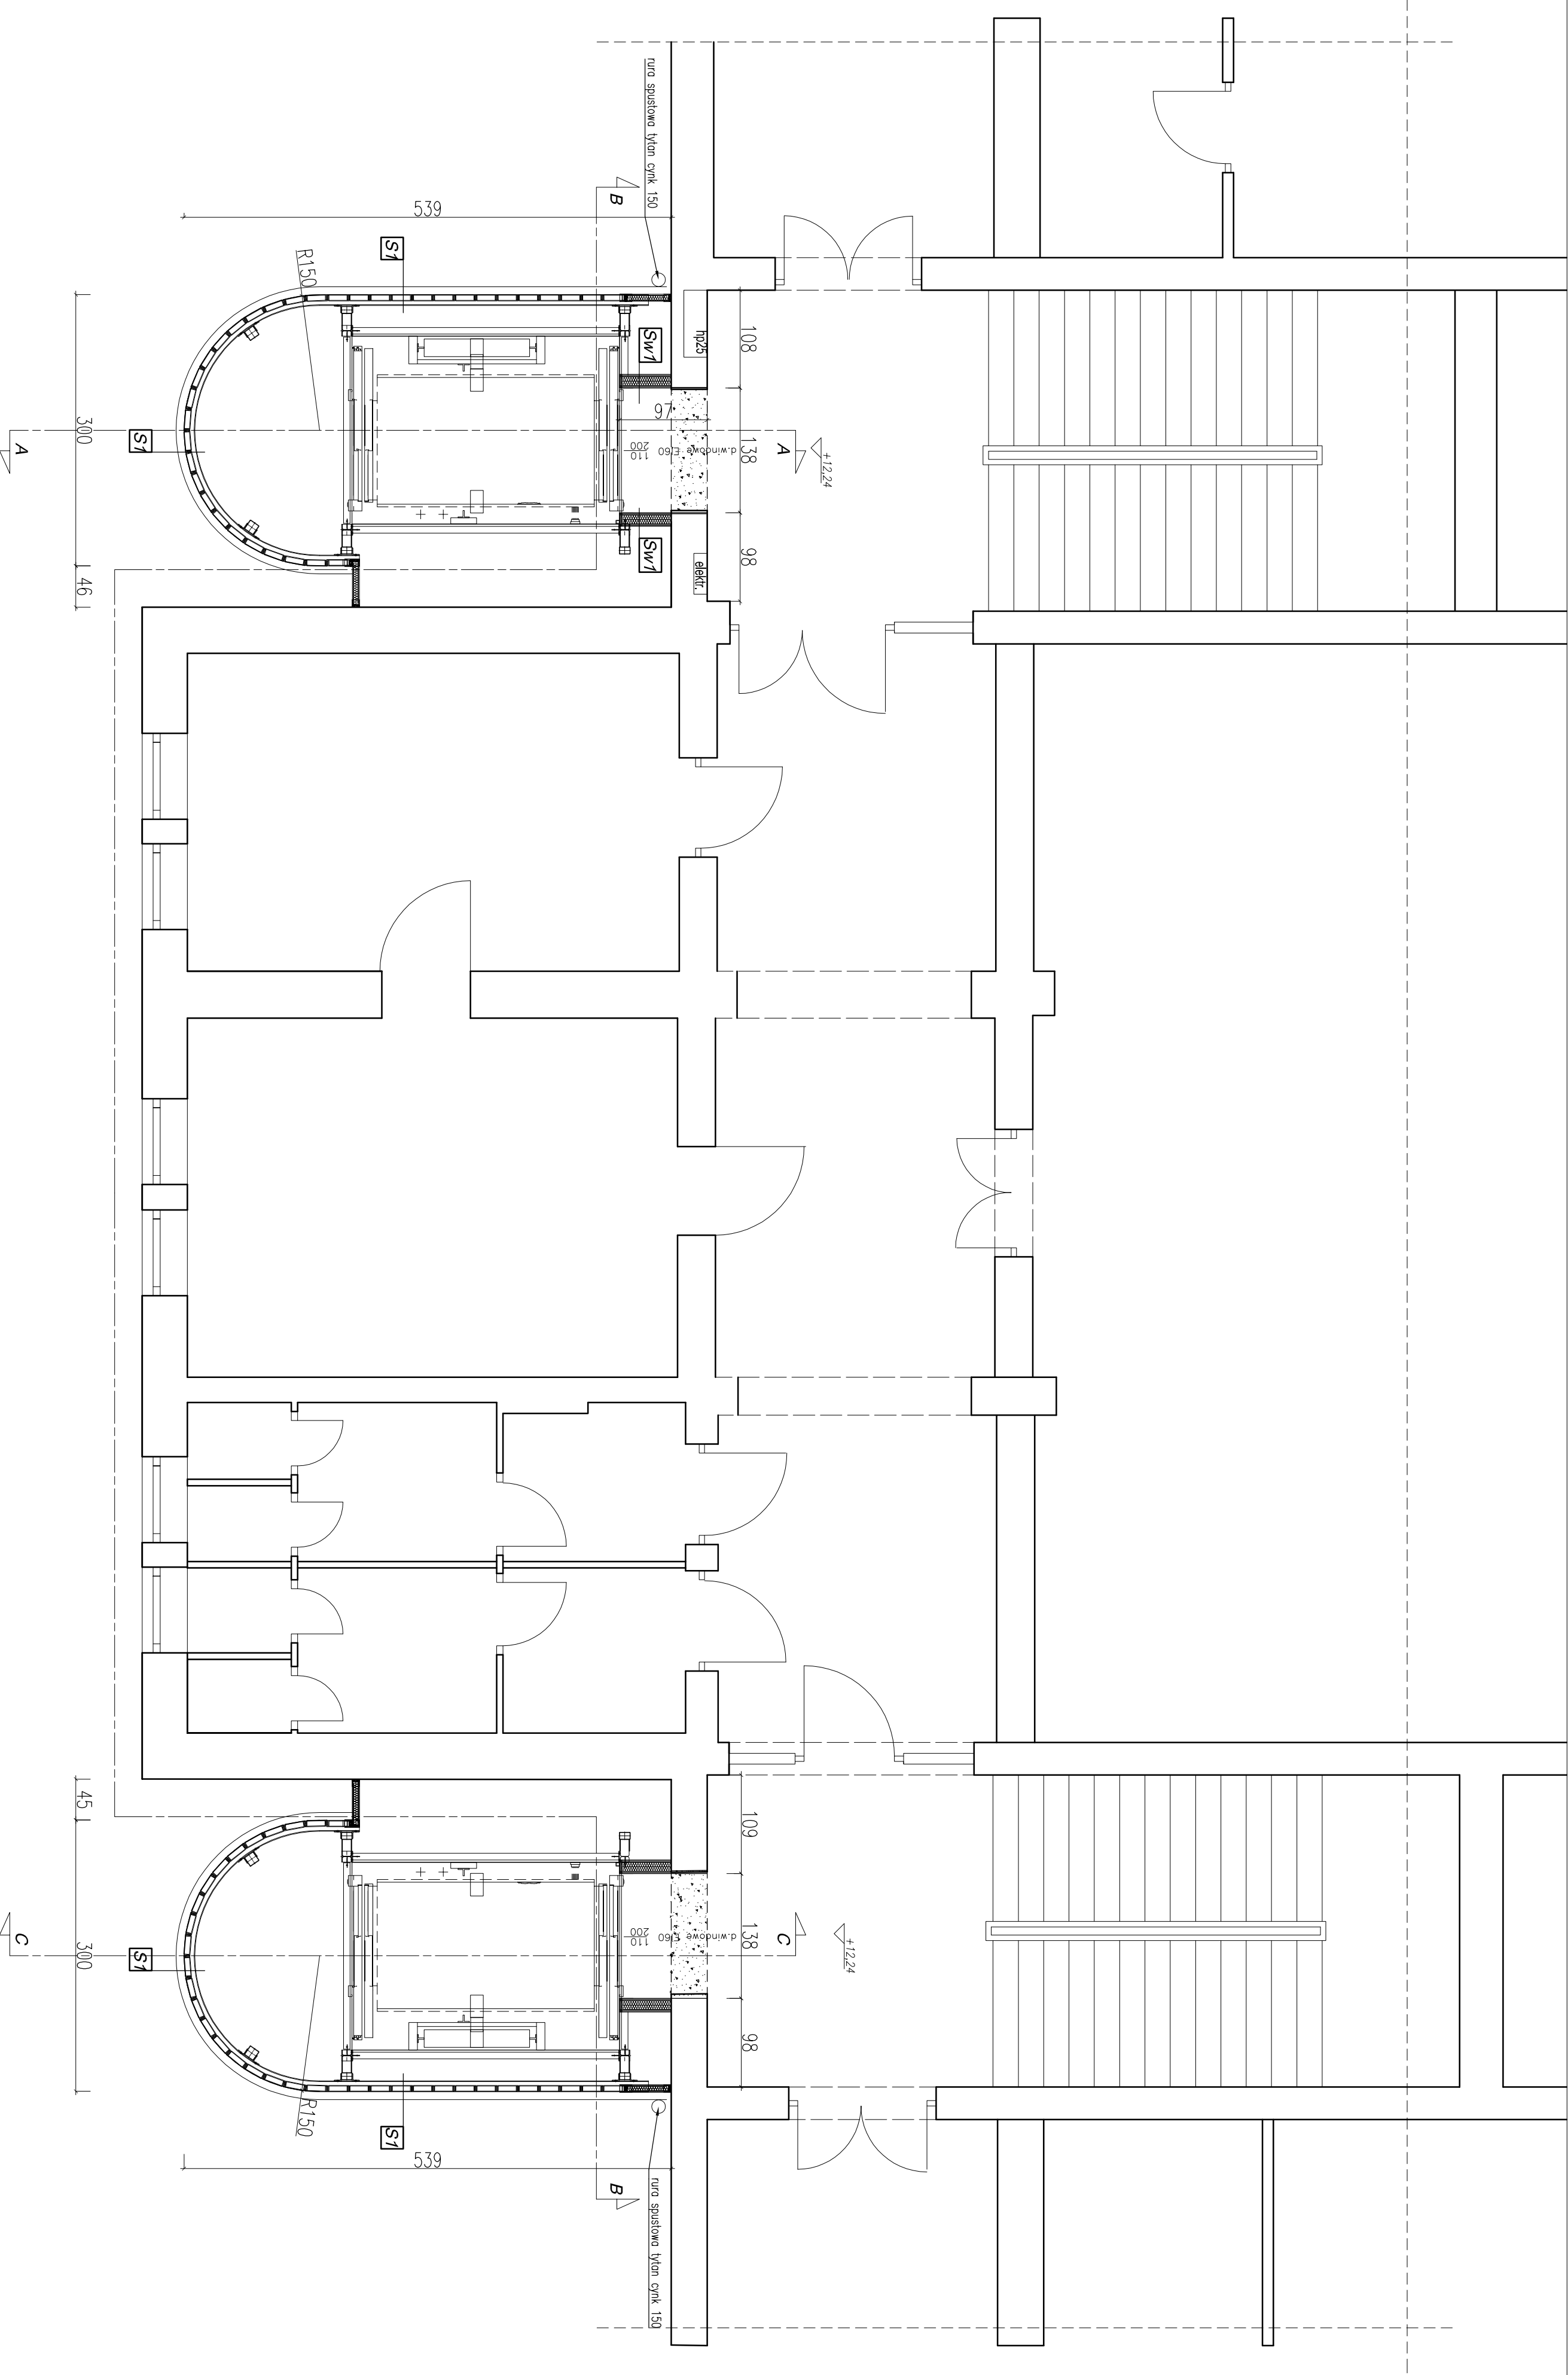 rura spustowa tytan cynk 150
B
539
S1
R150
Sw1
hp25
108
300
97
138
d.windowe EI60
110
200
A
+12,24
S1
A
Sw1
elektr.
98
46
45
109
C
138
d.windowe EI60
110
200
+12,24
300
S1
C
98
R150
S1
539
B
rura spustowa tytan cynk 150